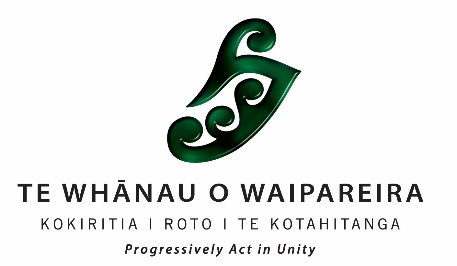 TE WHĀNAU O WAIPAREIRA
KOKIRITIA I ROTO I TE KOTAHITANGA
Progressively Act in Unity